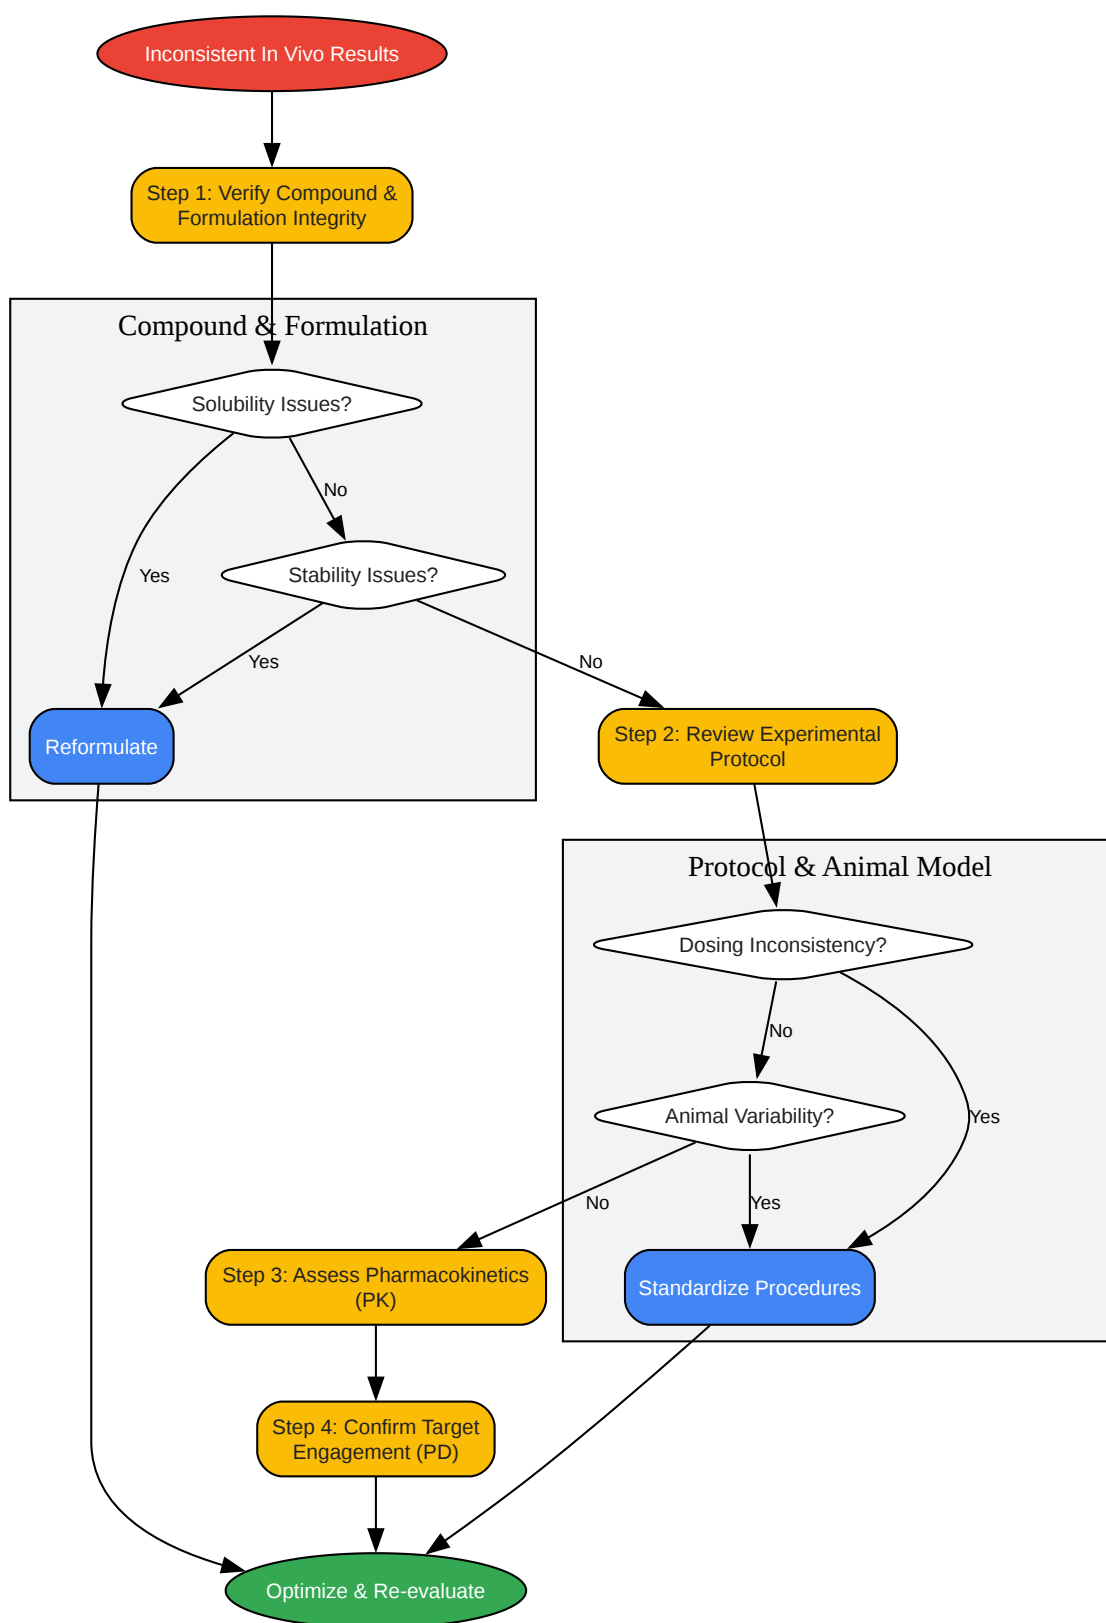 Inconsistent In Vivo Results
Step 1: Verify Compound &
Formulation Integrity
Compound & Formulation
Solubility Issues?
No
Yes
Stability Issues?
Yes
No
Reformulate
Step 2: Review Experimental
Protocol
Protocol & Animal Model
Dosing Inconsistency?
No
Yes
Animal Variability?
No
Yes
Step 3: Assess Pharmacokinetics
(PK)
Standardize Procedures
Step 4: Confirm Target
Engagement (PD)
Optimize & Re-evaluate